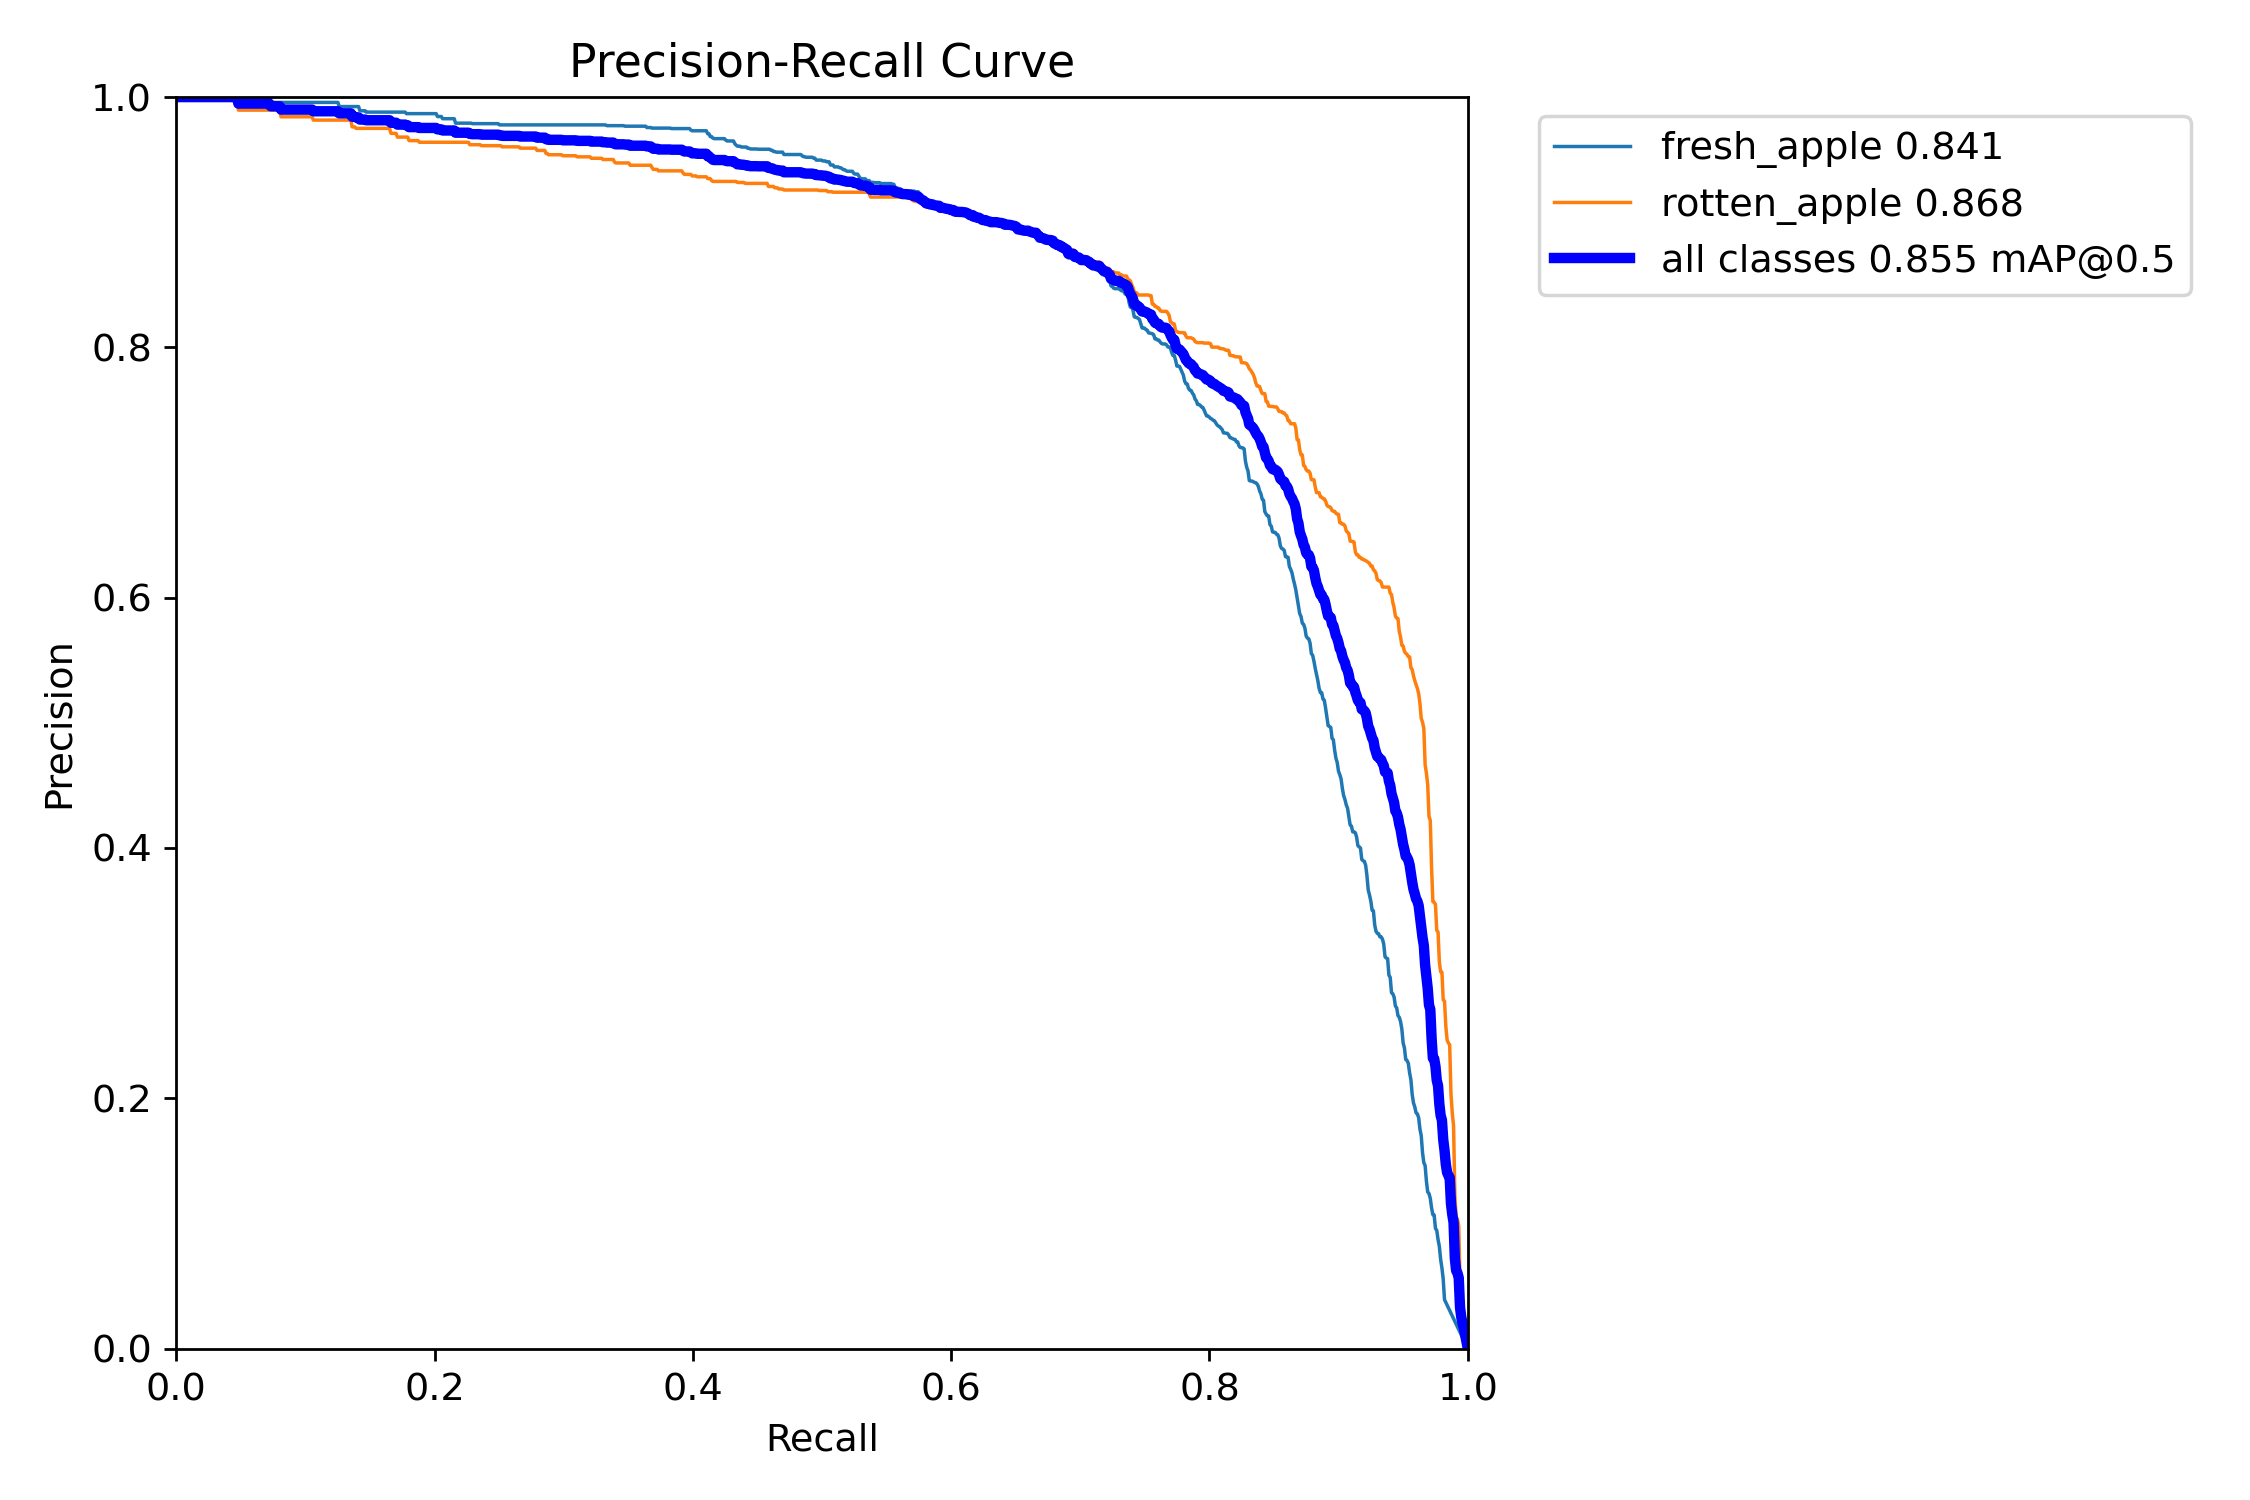 Precision-Recall Curve
1.0
0.8
0.6
0.4
0.2
0.0
Precision
0.0 0.2 0.4 0.6 0.8 1.0
Recall
fresh_apple 0.841
rotten_apple 0.868
all classes 0.855 mAP@0.5